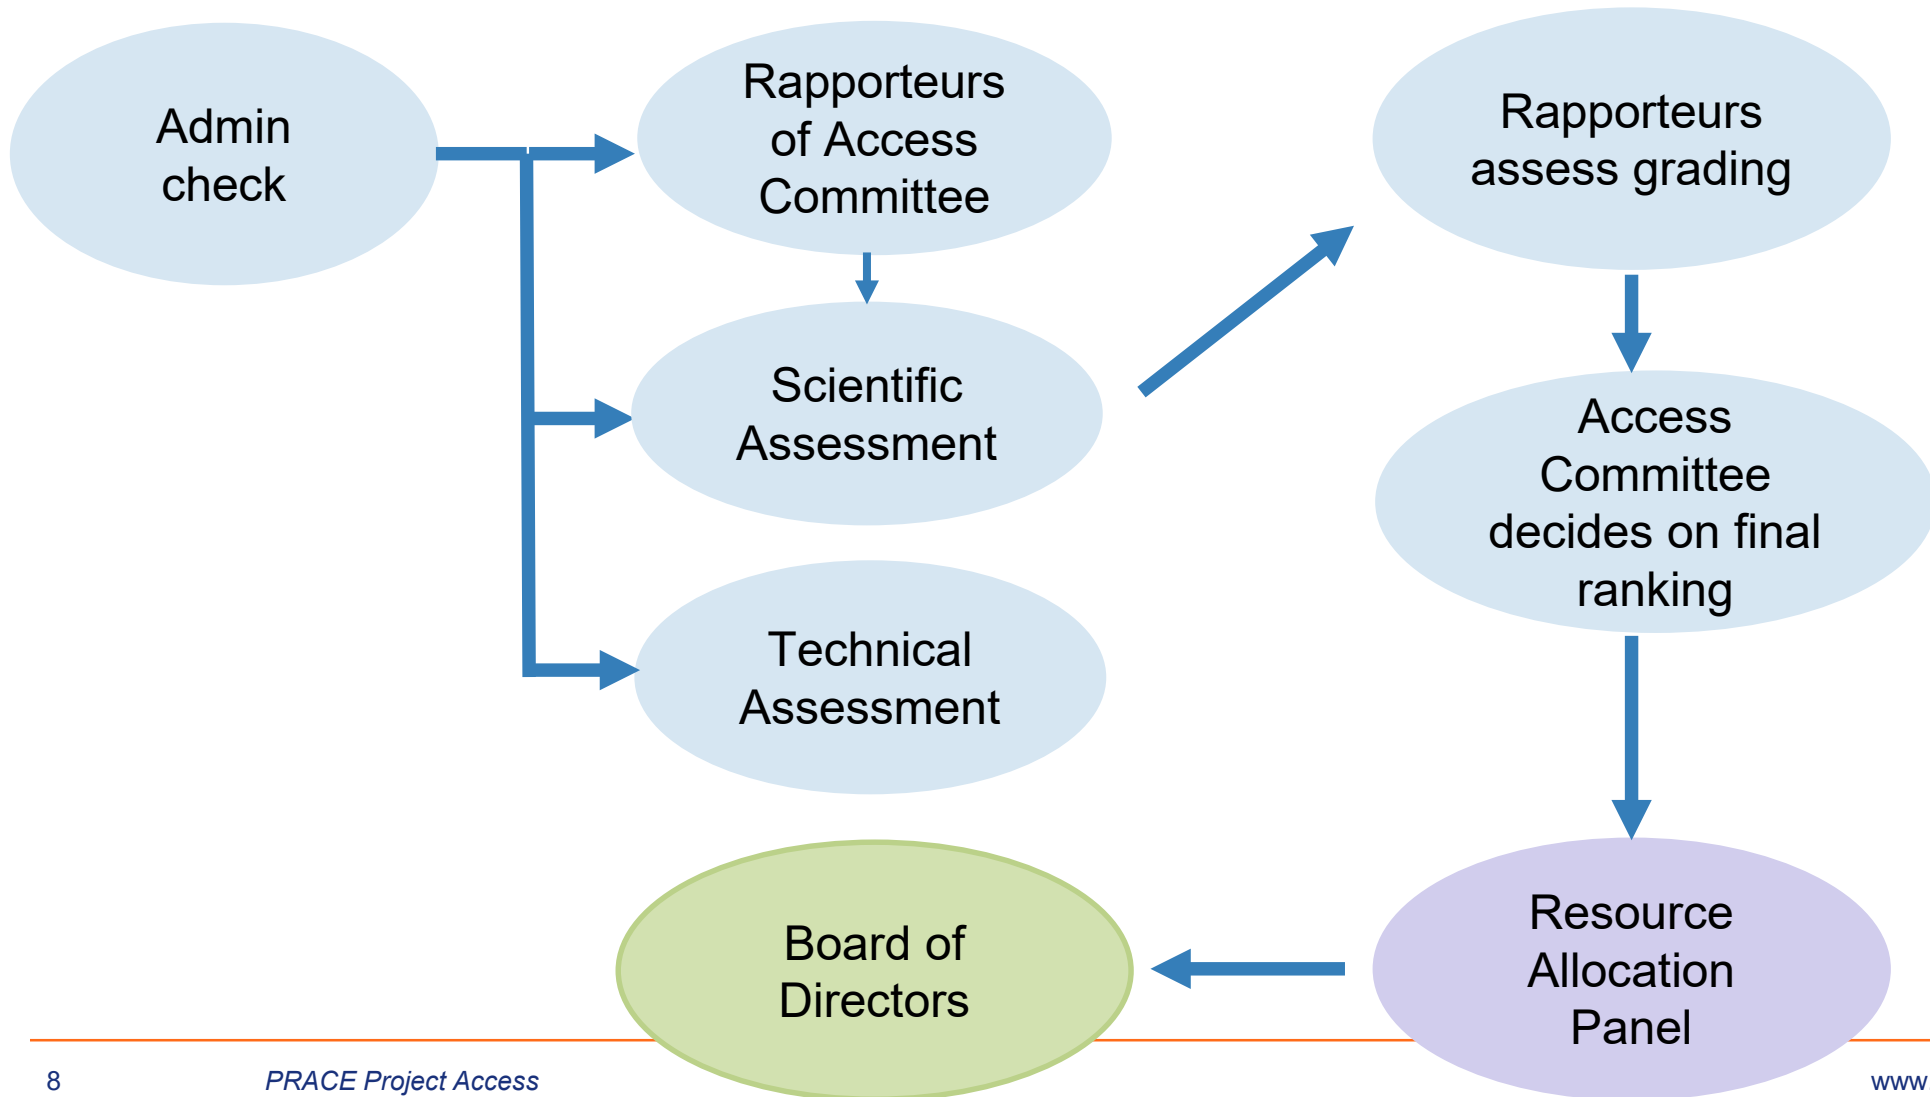 Admin
check
Rapporteurs
of Access
Committee
Scientific
Assessment
Technical
Assessment
Rapporteurs
assess grading
Access
Committee
decides on final
ranking
Resource
Allocation
Panel
Board of
Directors
8
PRACE Project Access
www